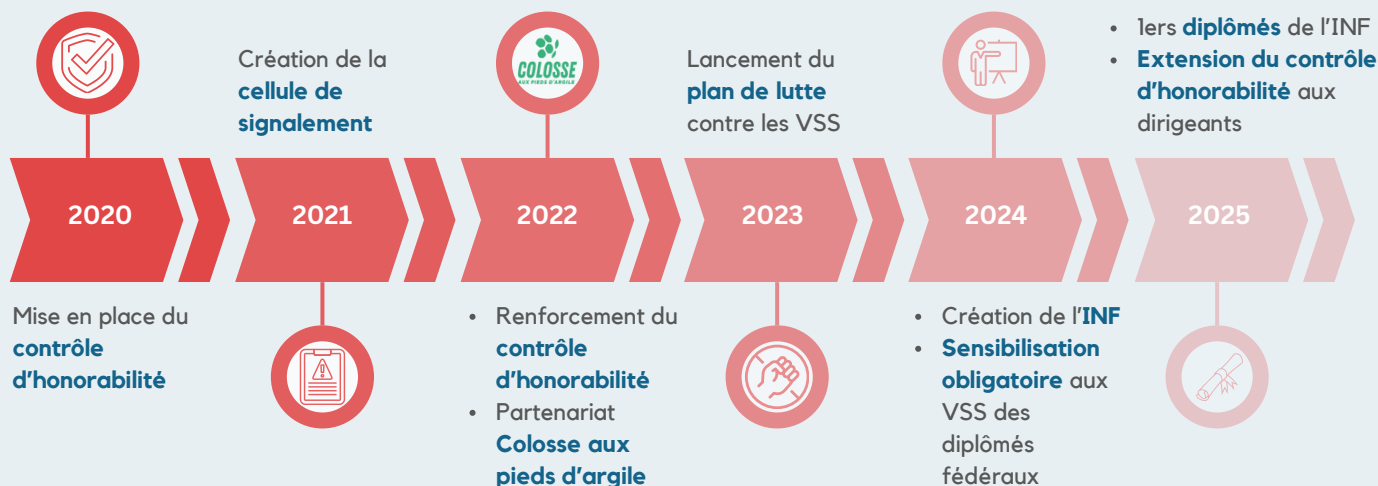 2020
Mise en place du
contrôle
d'honorabilité
Création de la
cellule de
signalement
2021
COLOSSE
AUX PIEDS D'ARGILE
2022
• Renforcement du
contrôle
d'honorabilité
• Partenariat
Colosse aux
pieds d'argile
Lancement du
plan de lutte
contre les VSS
2023
2024
• Création de l'INF
• Sensibilisation
obligatoire aux
VSS des
diplômés
fédéraux
• 1ers diplômés de l'INF
• Extension du contrôle
d'honorabilité aux
dirigeants
2025